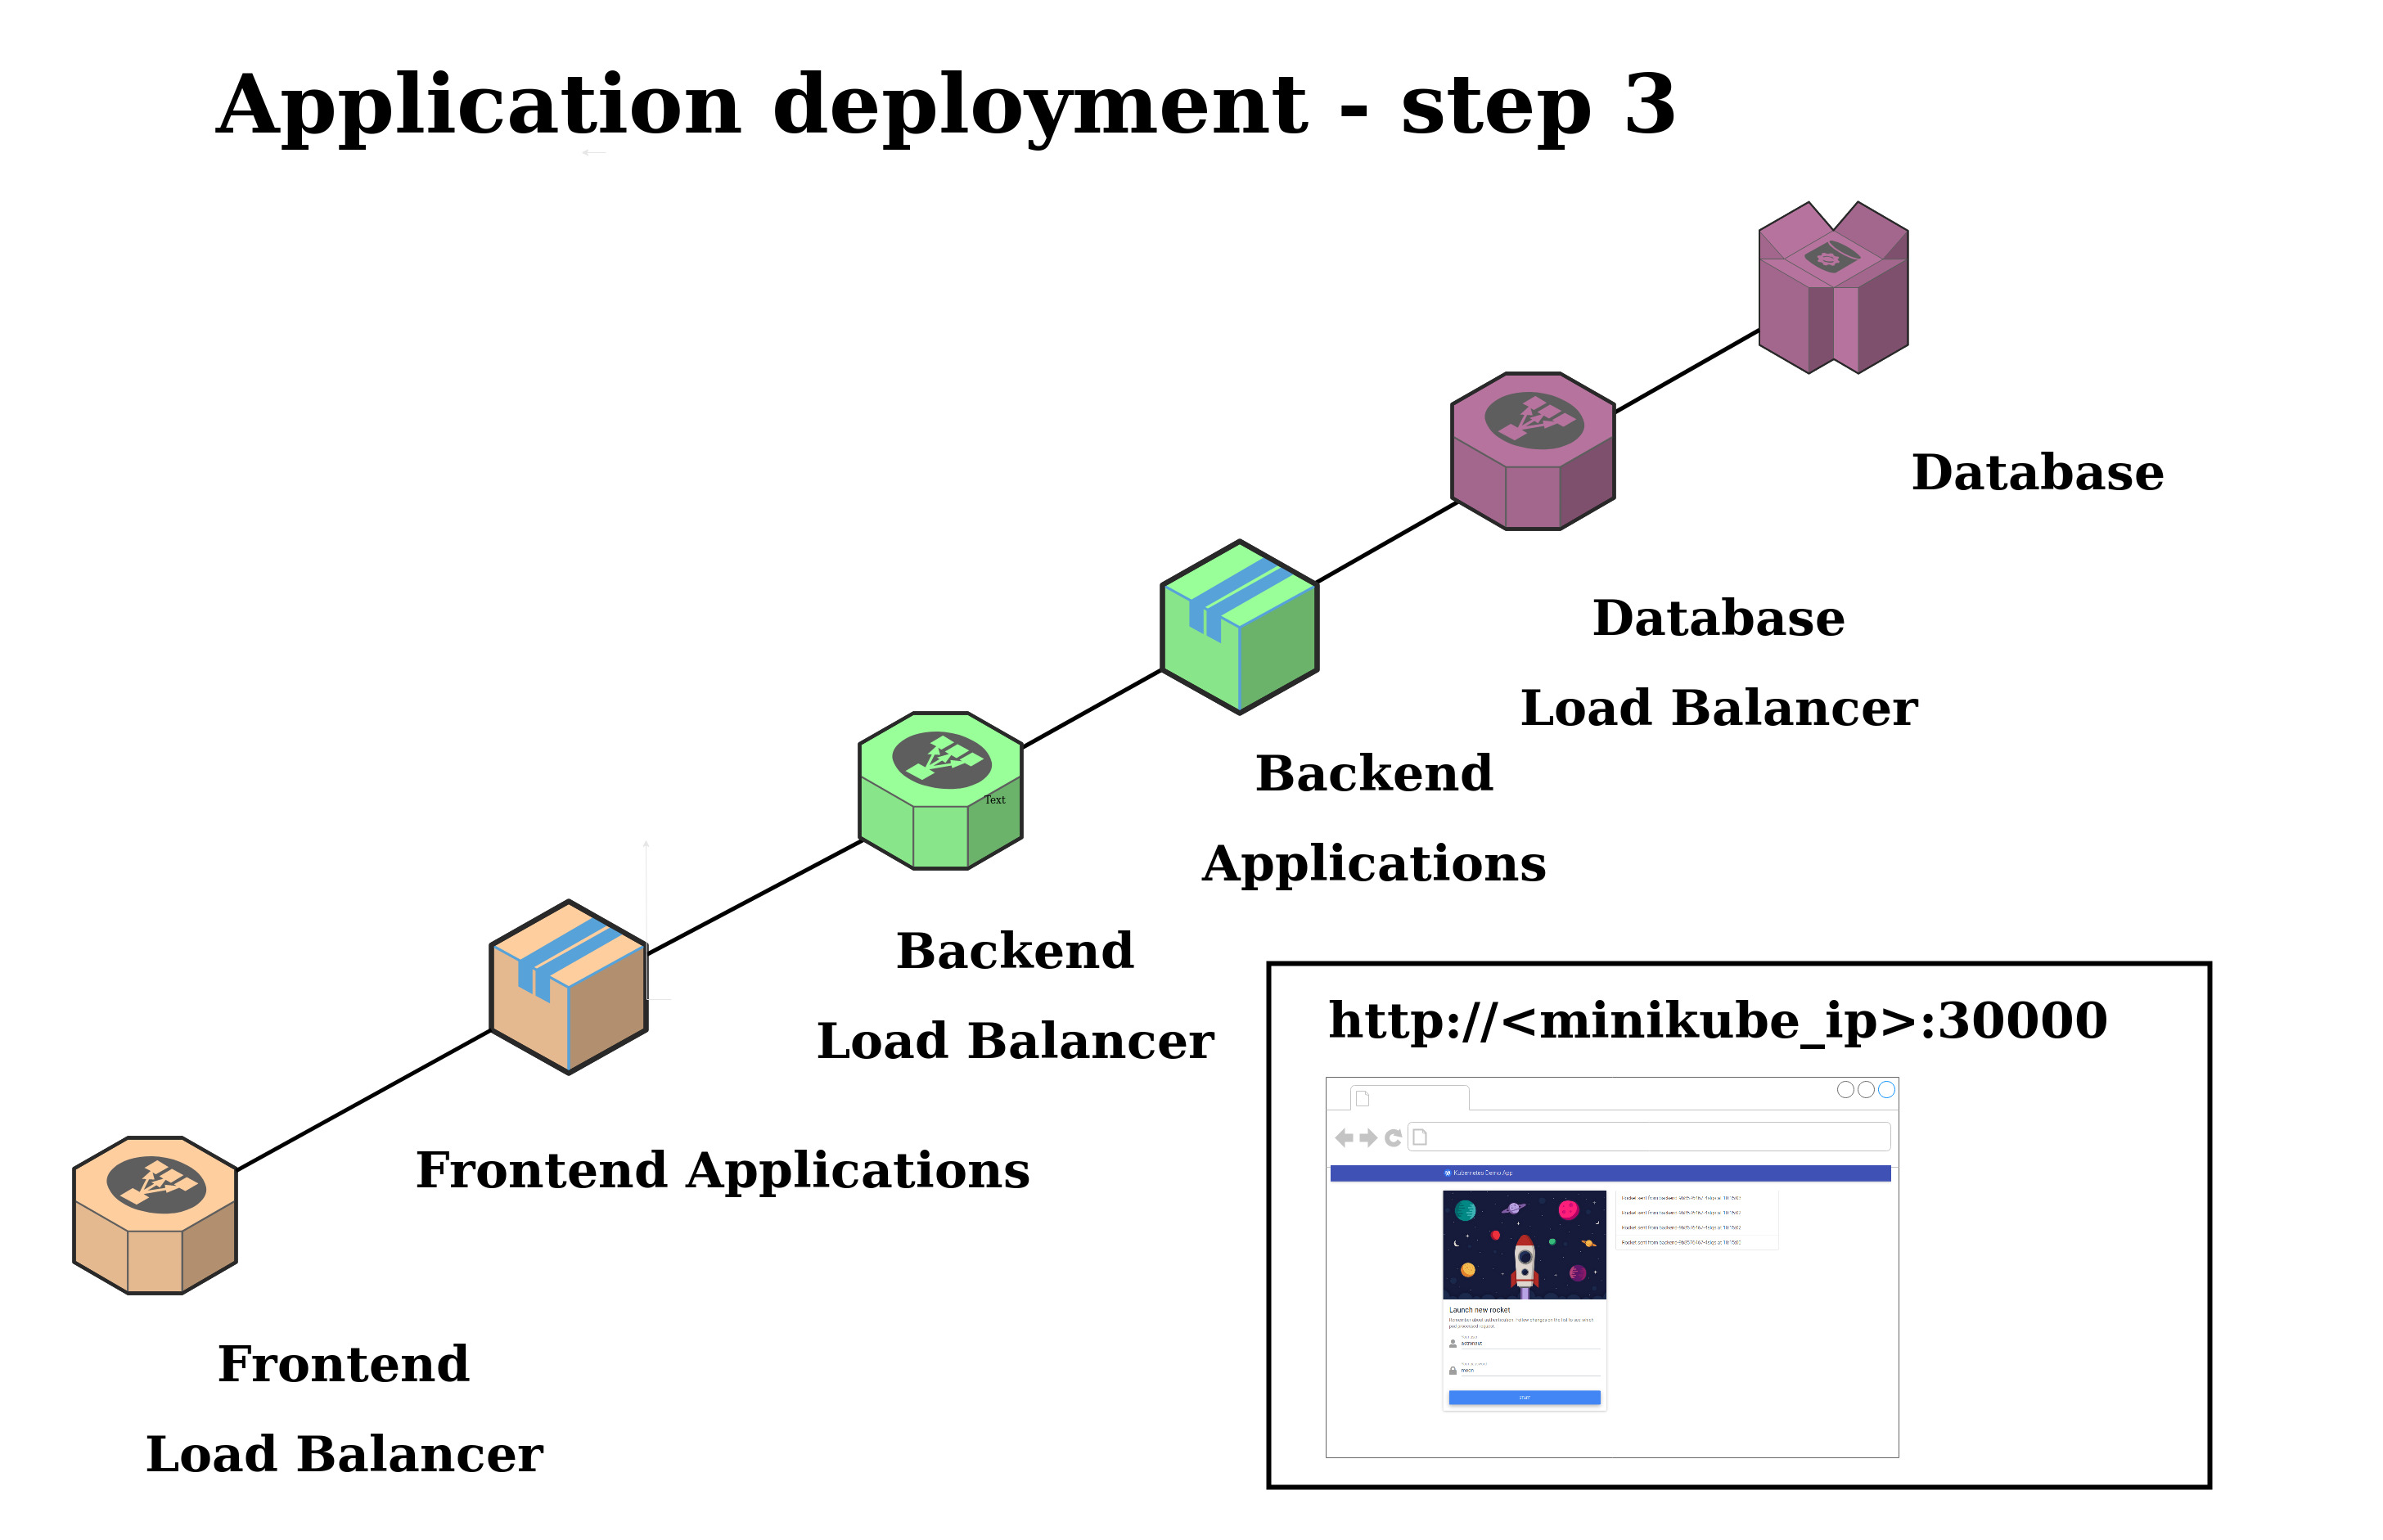 Application deployment - step 3
Database
Database
Load Balancer
Backend
Applications
Text
Backend
Load Balancer
Frontend Applications
Frontend
Load Balancer
http://<minikube_ip>:30000
Kubernetes Demo App
Launch new rocket